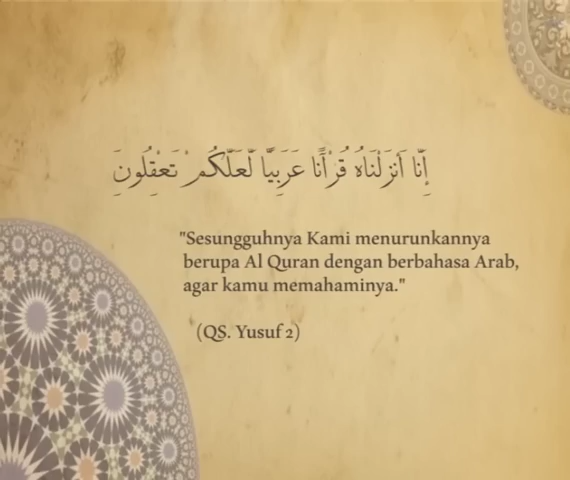 إِنَّا أَنزَلْنَاهُ قُرْآنًا عَرَبِيًّا لَّعَلَّكُمْ تَعْقِلُونَ
"Sesungguhnya Kami menurunkannya
berupa Al Quran dengan berbahasa Arab,
agar kamu memahaminya."
(QS. Yusuf 2)